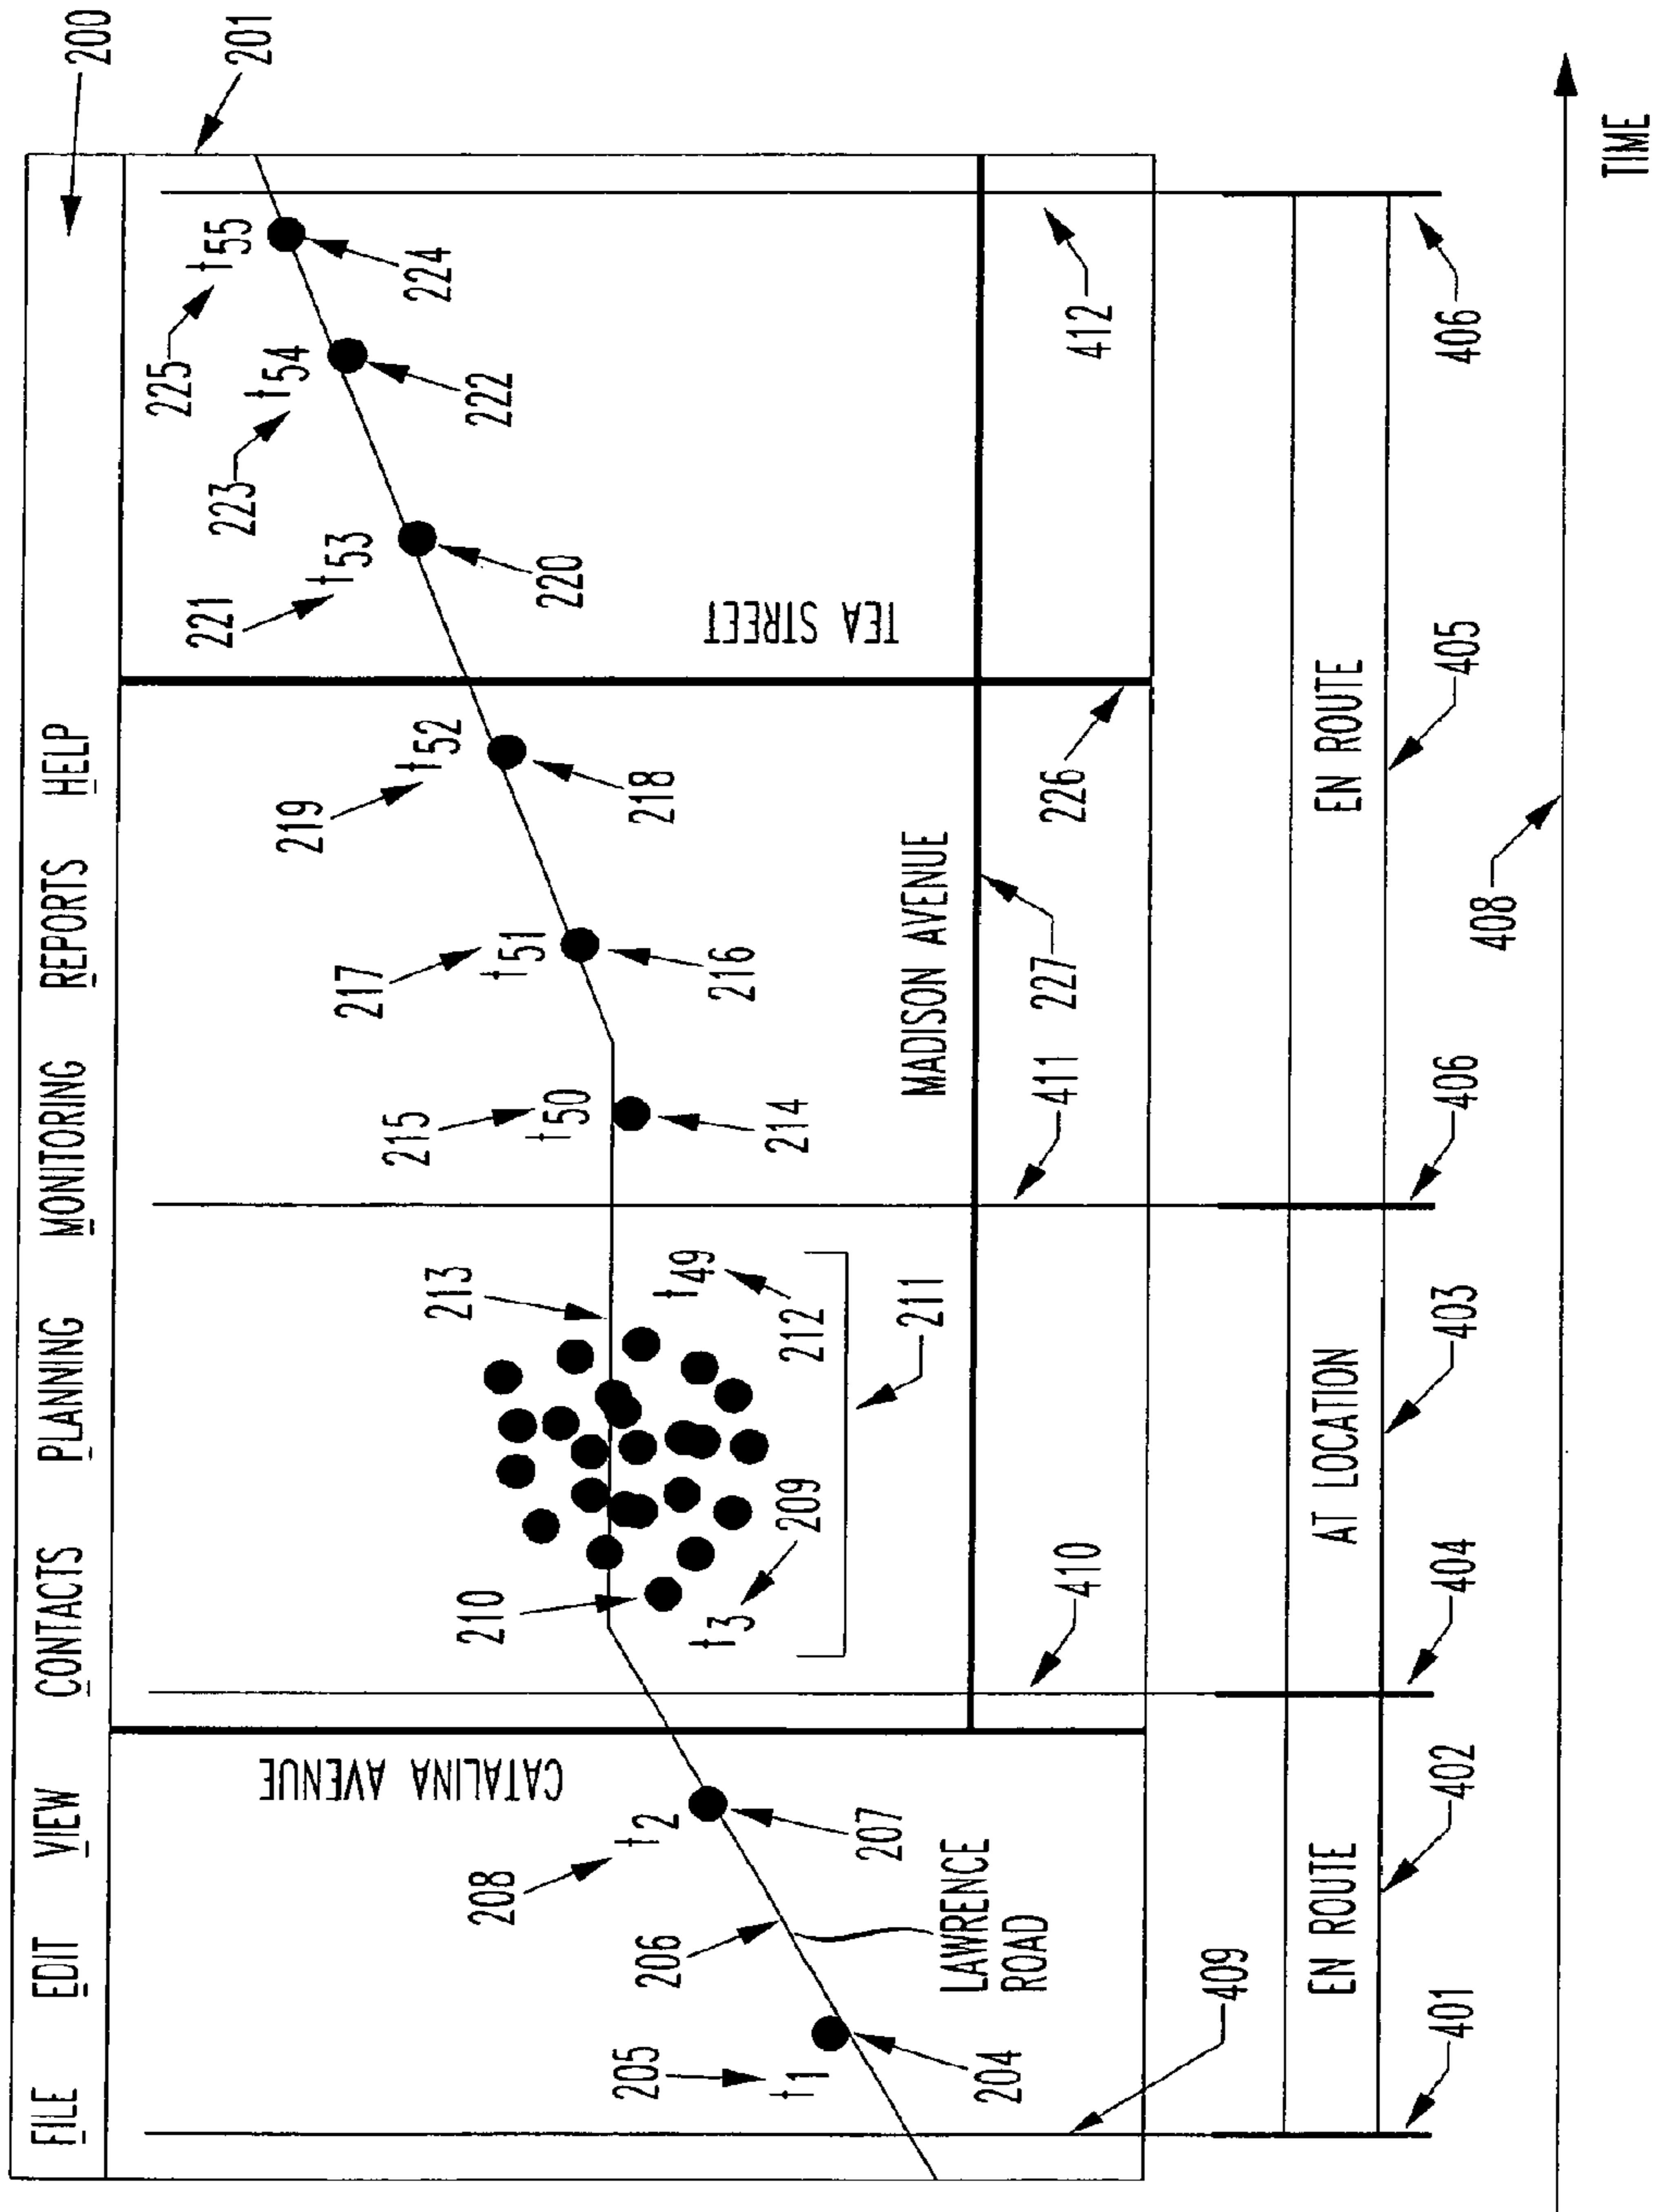 FILE EDIT VIEW CONTACTS PLANNING MONITORING REPORTS HELP
200
201
225
t55
224
223
t54
222
221
t53
220
219
t52
218
217
t51
216
215
t50
214
213
t49
212
211
210
t3
209
208
t2
207
206
205
t1
204
CATALINA AVENUE
LAWRENCE
ROAD
MADISON AVENUE
TEA STREET
227
226
409
410
411
412
EN ROUTE
AT LOCATION
EN ROUTE
401
402
404
403
406
405
406
408
TIME